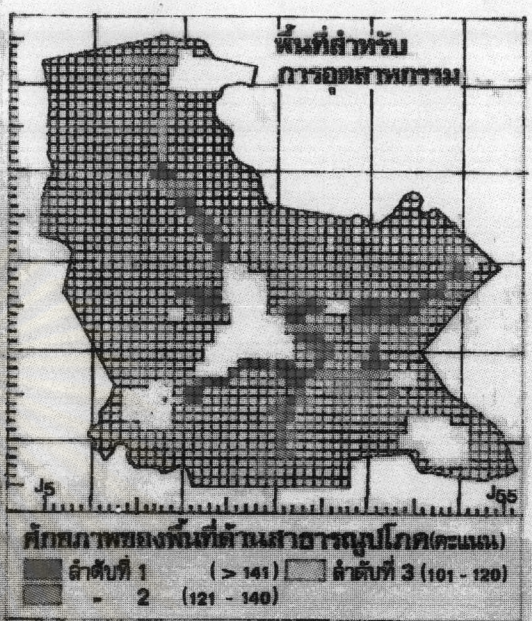 พื้นที่สำหรับ
การอุตสาหกรรม
J5
J55
ศักยภาพของพื้นที่ด้านสาธารณูปโภค(คะแนน)
ลำดับที่ 1 (> 141) ลำดับที่ 3 (101 - 120)
- 2 (121 - 140)